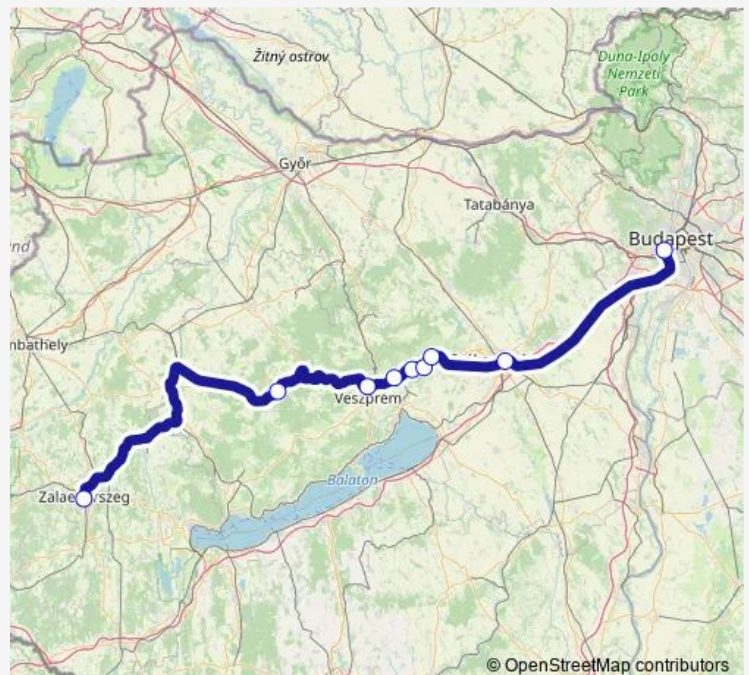 Žitný ostrov
Duna-Ipoly
Nemzeti
Park
Győr
Tatabánya
Budapest
Veszprém
Balaton
© OpenStreetMap contributors